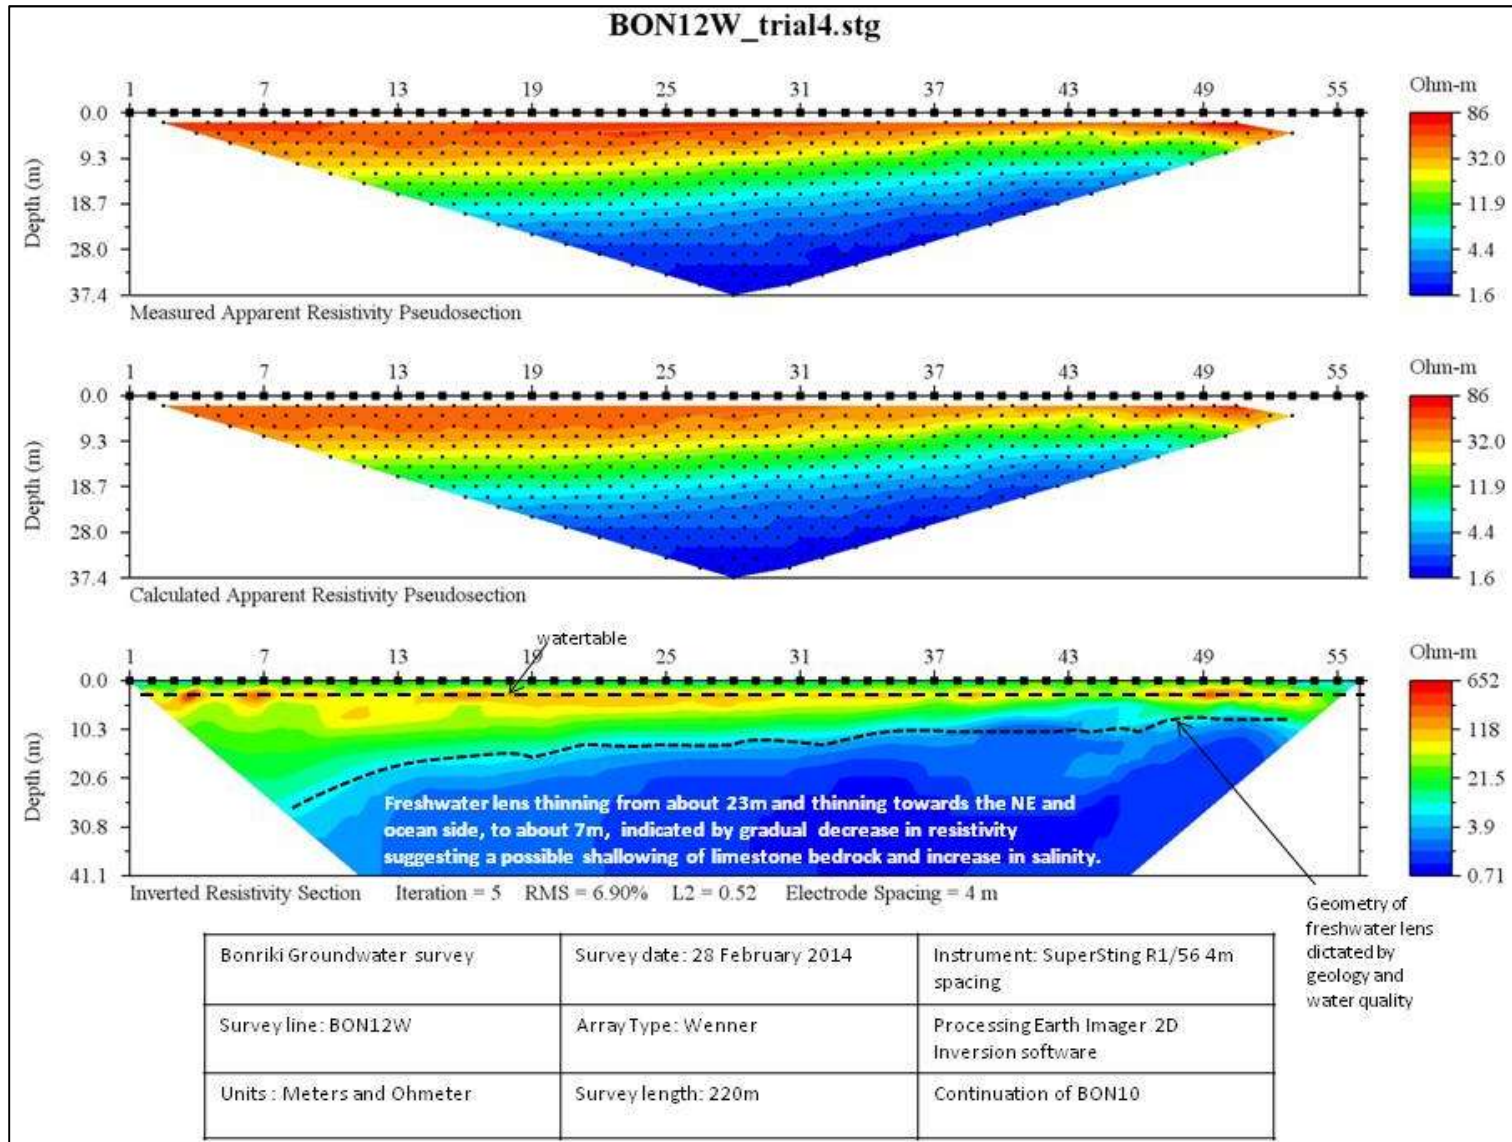 BON12W_trial4.stg
1 7 13 19 25 31 37 43 49 55
Ohm-m
0.0
9.3
18.7
28.0
37.4
Depth (m)
86
32.0
11.9
4.4
1.6
Measured Apparent Resistivity Pseudosection
1 7 13 19 25 31 37 43 49 55
Ohm-m
0.0
9.3
18.7
28.0
37.4
Depth (m)
86
32.0
11.9
4.4
1.6
Calculated Apparent Resistivity Pseudosection
watertable
1 7 13 19 25 31 37 43 49 55
Ohm-m
0.0
10.3
20.6
30.8
41.1
Depth (m)
652
118
21.5
3.9
0.71
Freshwater lens thinning from about 23m and thinning towards the NE and
ocean side, to about 7m, indicated by gradual decrease in resistivity
suggesting a possible shallowing of limestone bedrock and increase in salinity.
Inverted Resistivity Section Iteration = 5 RMS = 6.90% L2 = 0.52 Electrode Spacing = 4 m
Geometry of
freshwater lens
dictated by
geology and
water quality
Bonriki Groundwater survey
Survey date: 28 February 2014
Instrument: SuperSting R1/56 4m
spacing
Survey line: BON12W
Array Type: Wenner
Processing Earth Imager 2D
Inversion software
Units : Meters and Ohmeter
Survey length: 220m
Continuation of BON10